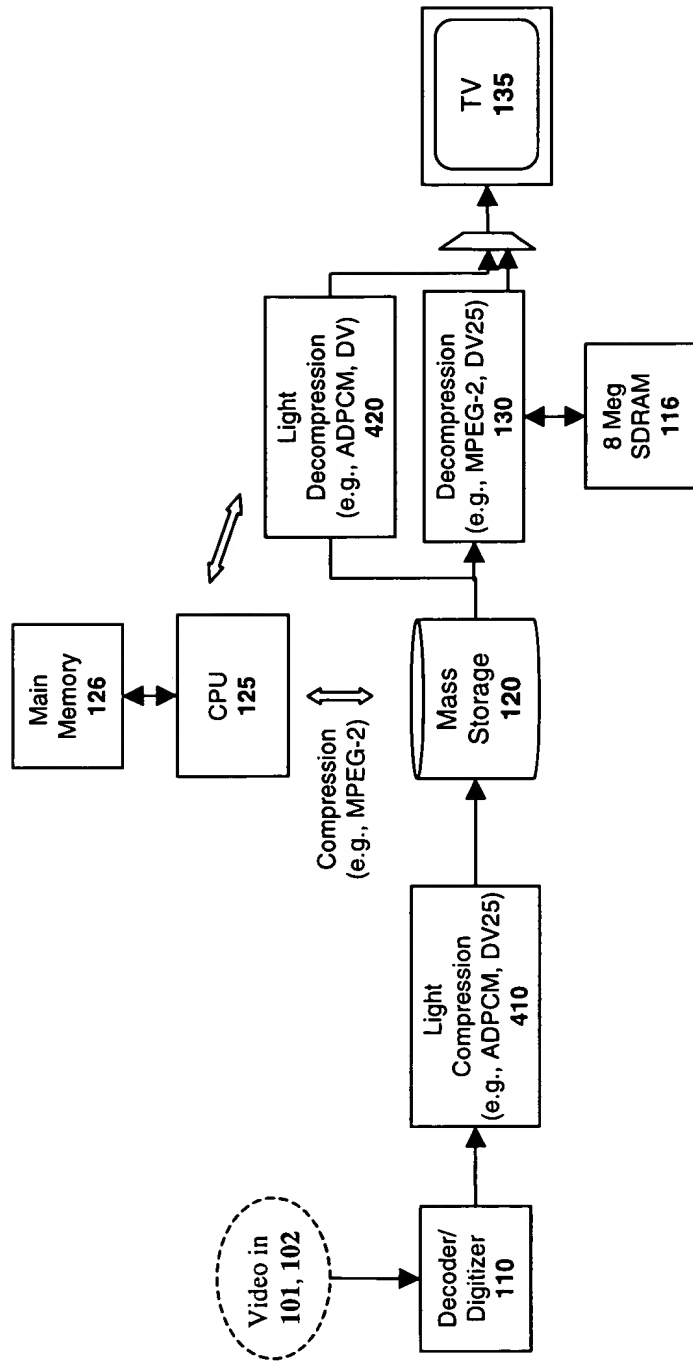 Video in
101, 102
Decoder/
Digitizer
110
Light
Compression
(e.g., ADPCM, DV25)
410
Mass
Storage
120
Compression
(e.g., MPEG-2)
CPU
125
Main
Memory
126
Light
Decompression
(e.g., ADPCM, DV)
420
Decompression
(e.g., MPEG-2, DV25)
130
8 Meg
SDRAM
116
TV
135